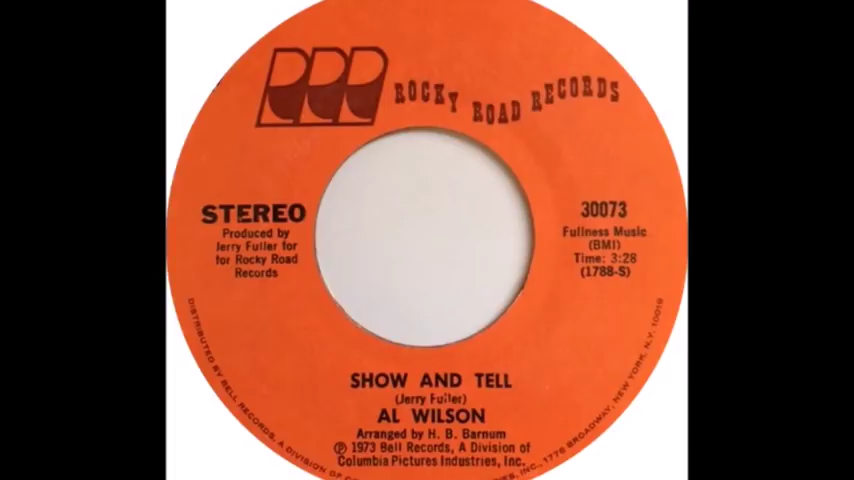 ROCKY ROAD RECORDS
STEREO
Produced by
Jerry Fuller for
for Rocky Road
Records
30073
Fullness Music
(BMI)
Time: 3:28
(1788-S)
SHOW AND TELL
(Jerry Fuller)
AL WILSON
Arranged by H. B. Barnum
Ⓟ 1973 Bell Records, A Division of
Columbia Pictures Industries, Inc.
DISTRIBUTED BY BELL RECORDS, A DIVISION OF INC., 1776 BROADWAY, NEW YORK, N.Y. 10019